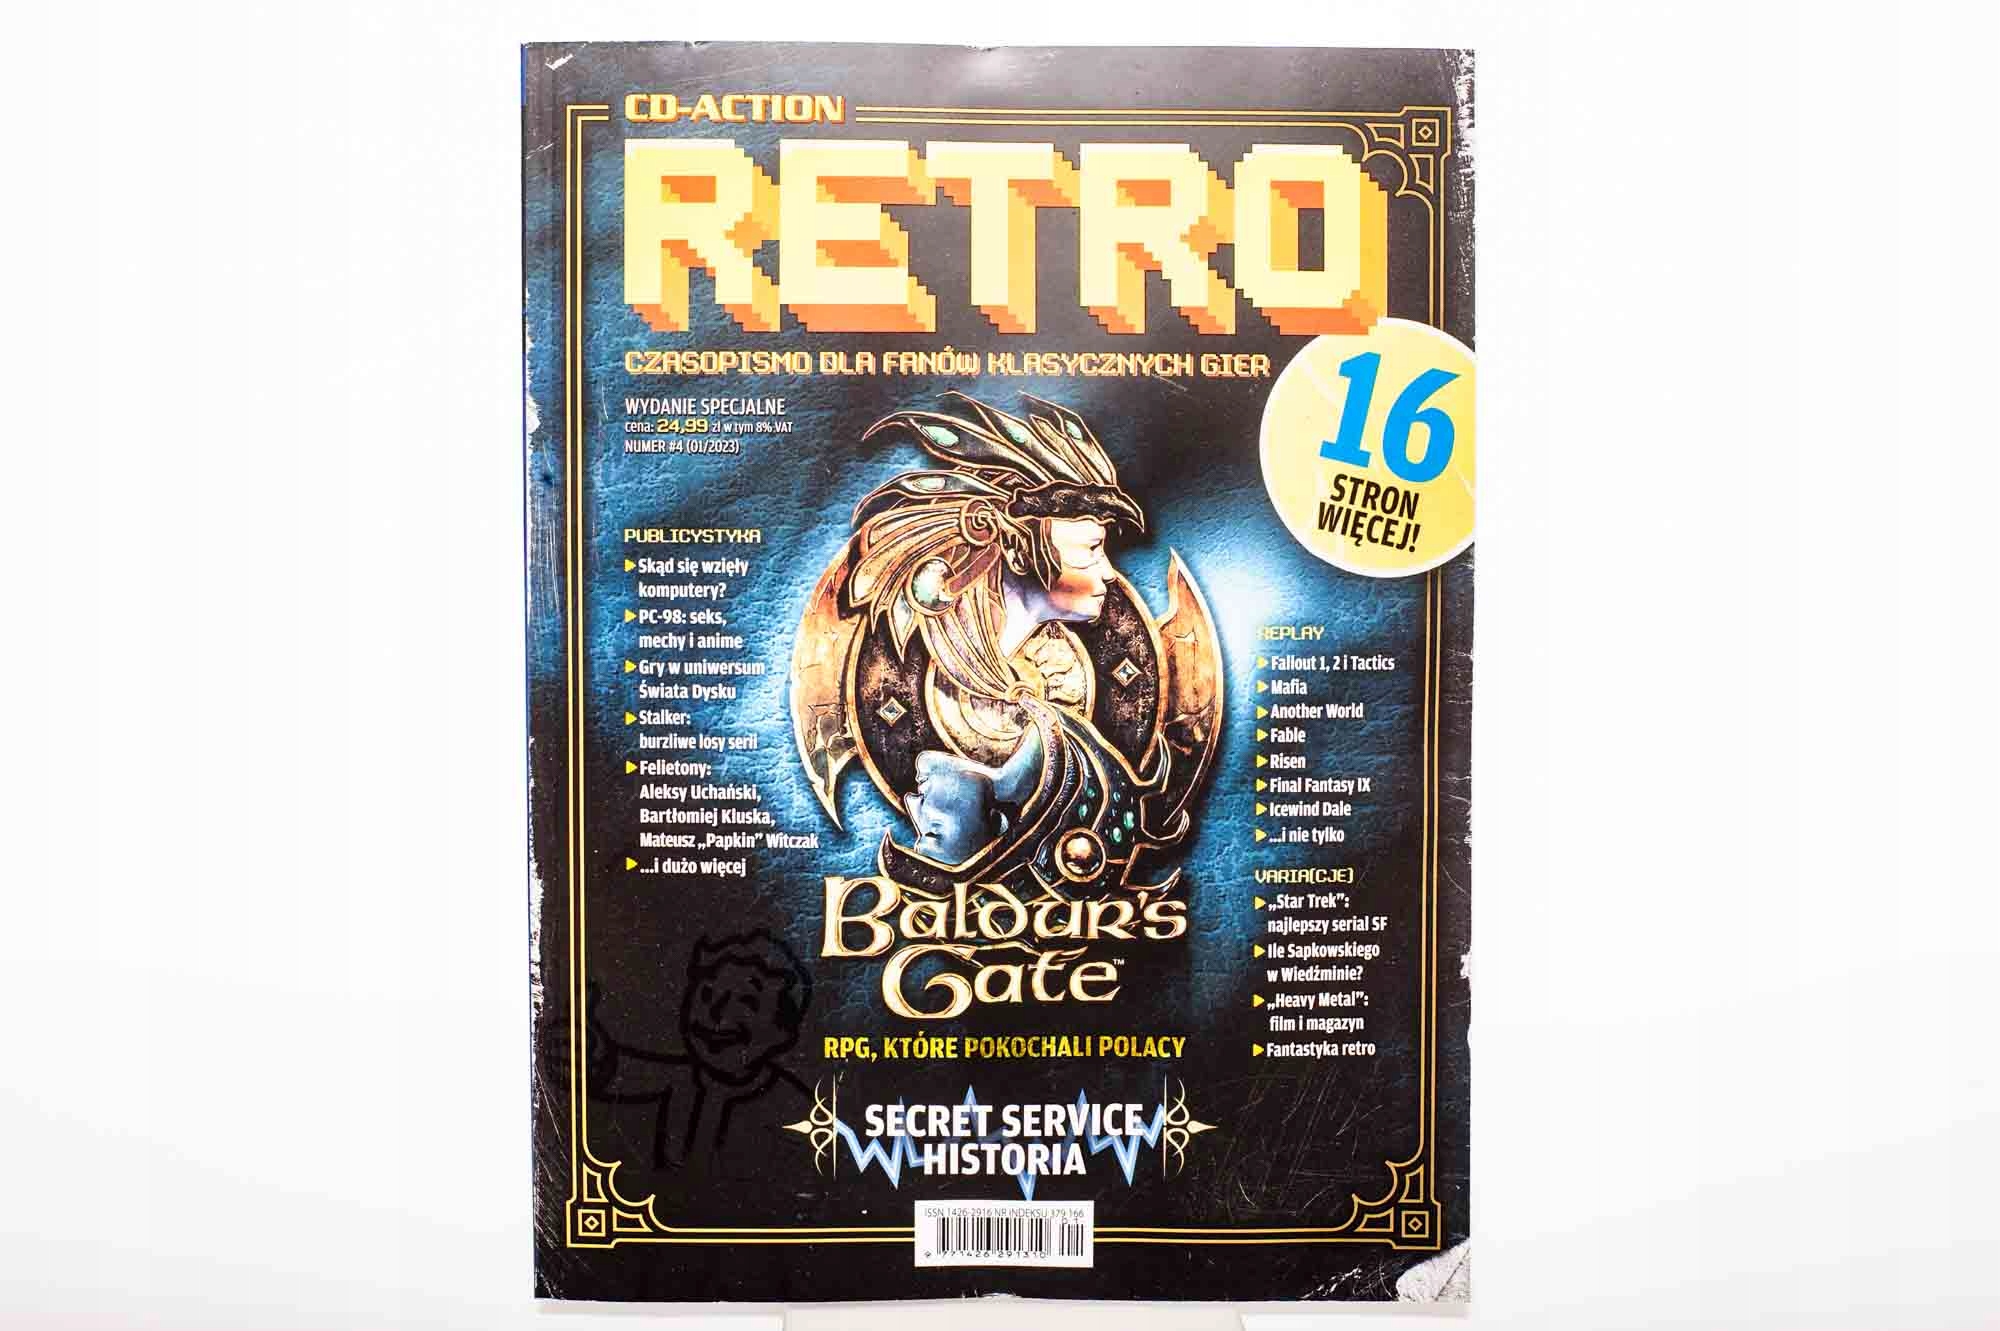 CD-ACTION
RETRO
CZASOPISMO DLA FANÓW KLASYCZNYCH GIER
WYDANIE SPECJALNE
cena: 24,99 zł w tym 8% VAT
NUMER #4 (01/2023)
16
STRON
WIĘCEJ!
PUBLICYSTYKA
Skąd się wzięły
komputery?
PC-98: seks,
mechy i anime
Gry w uniwersum
Świata Dysku
Stalker:
burzliwe losy serii
Felietony:
Aleksy Uchański,
Bartłomiej Kluska,
Mateusz „Papkin” Witczak
...i dużo więcej
REPLAY
Fallout 1, 2 i Tactics
Mafia
Another World
Fable
Risen
Final Fantasy IX
Icewind Dale
...i nie tylko
VARIA(CJE)
„Star Trek”:
najlepszy serial SF
Ile Sapkowskiego
w Wiedźminie?
„Heavy Metal”:
film i magazyn
Fantastyka retro
Baldur's
Gate™
RPG, KTÓRE POKOCHALI POLACY
SECRET SERVICE
HISTORIA
ISSN 1426-2916 NR INDEKSU 379 166
01
9 771426 291310